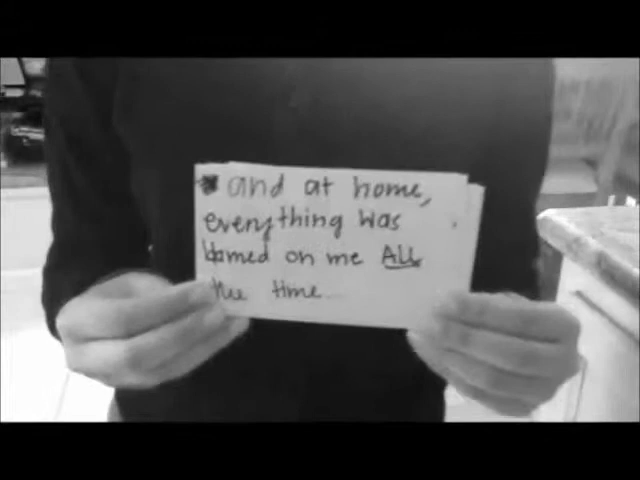 and at home,
everything was
blamed on me ALL
the time...